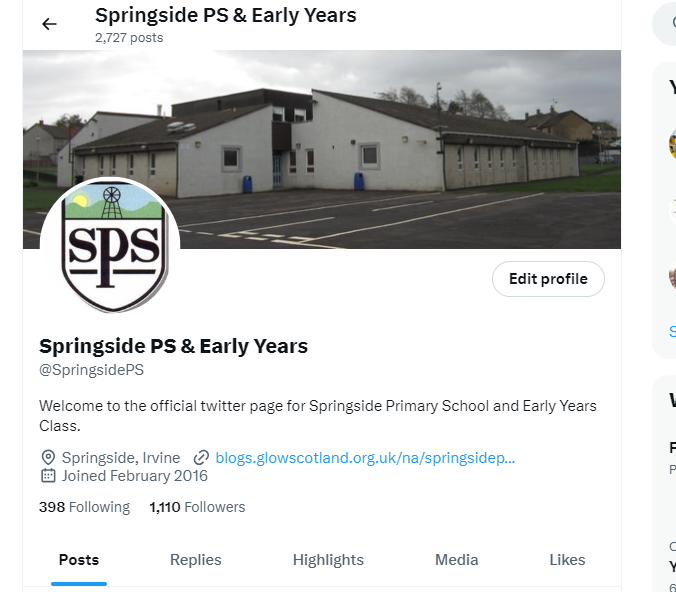 Springside PS & Early Years
2,727 posts
sps
Edit profile
Springside PS & Early Years
@SpringsidePS
Welcome to the official twitter page for Springside Primary School and Early Years
Class.
Springside, Irvine blogs.glowscotland.org.uk/na/springsidep...
Joined February 2016
398 Following 1,110 Followers
Posts Replies Highlights Media Likes